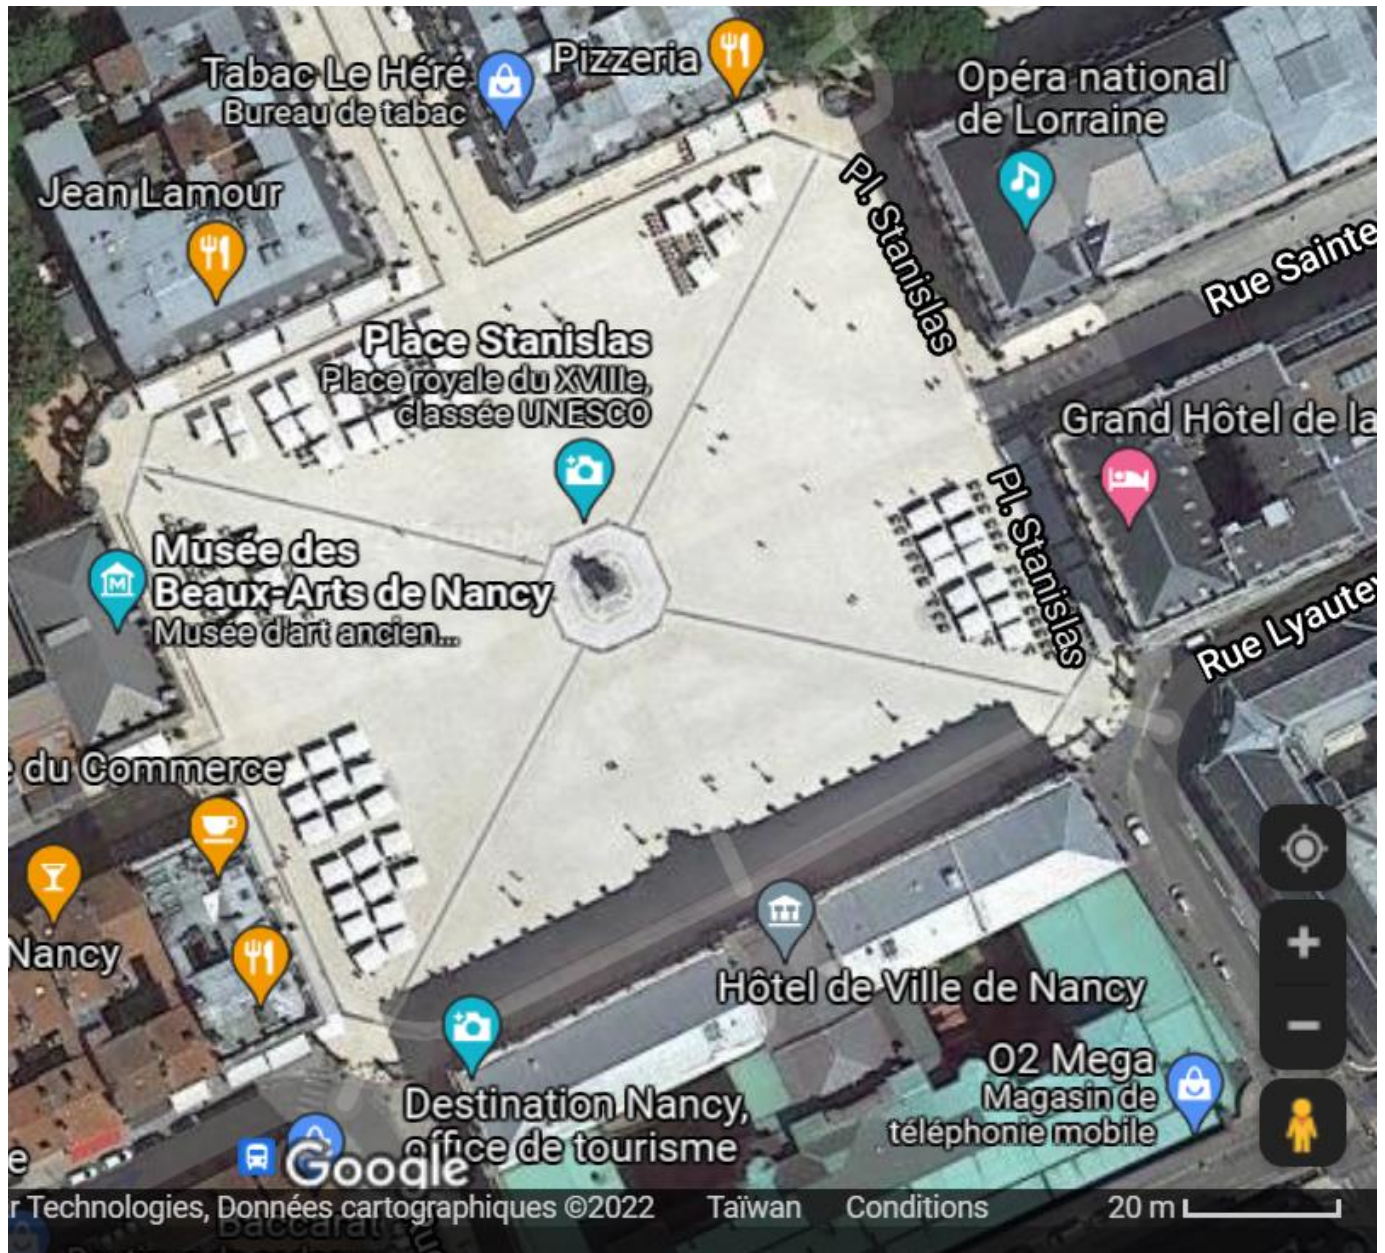 Tabac Le Héré
Bureau de tabac
Pizzeria
Opéra national
de Lorraine
Jean Lamour
Pl. Stanislas
Rue Sainte
Place Stanislas
Place royale du XVIIIe,
classée UNESCO
Grand Hôtel de la
Pl. Stanislas
Musée des
Beaux-Arts de Nancy
Musée d'art ancien...
Rue Lyautey
du Commerce
Nancy
Hôtel de Ville de Nancy
O2 Mega
Magasin de
téléphonie mobile
Destination Nancy,
office de tourisme
e
Google
r Technologies, Données cartographiques ©2022 Taïwan Conditions 20 m
Baccarat